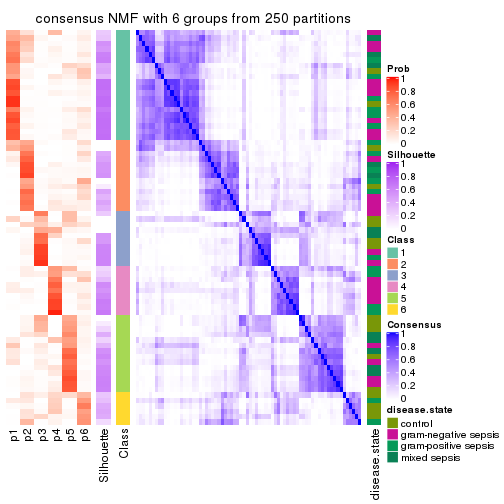 consensus NMF with 6 groups from 250 partitions
Prob
1
0.8
0.6
0.4
0.2
0
Silhouette
1
0.8
0.6
0.4
0.2
0
Class
1
2
3
4
5
6
Consensus
1
0.8
0.6
0.4
0.2
0
disease.state
control
gram-negative sepsis
gram-positive sepsis
mixed sepsis
p1
p2
p3
p4
p5
p6
Silhouette
Class
disease.state